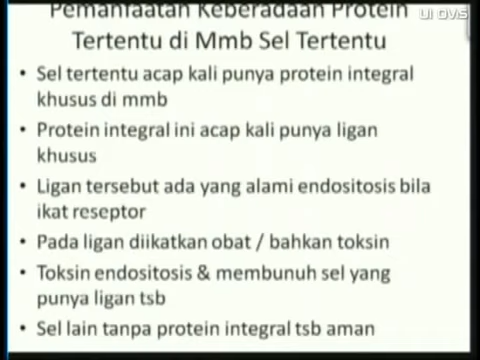 Pemanfaatan Keberadaan Protein
Tertentu di Mmb Sel Tertentu
• Sel tertentu acap kali punya protein integral
khusus di mmb
• Protein integral ini acap kali punya ligan
khusus
• Ligan tersebut ada yang alami endositosis bila
ikat reseptor
• Pada ligan diikatkan obat / bahkan toksin
• Toksin endositosis & membunuh sel yang
punya ligan tsb
• Sel lain tanpa protein integral tsb aman